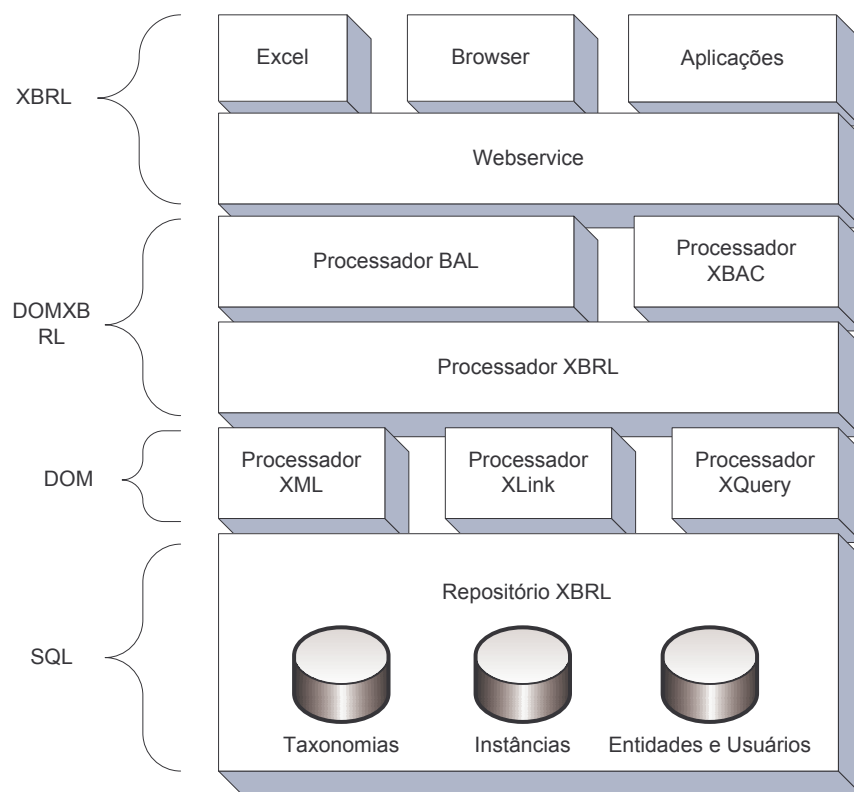 XBRL
Excel
Browser
Aplicações
Webservice
DOMXB
RL
Processador BAL
Processador
XBAC
Processador XBRL
DOM
Processador
XML
Processador
XLink
Processador
XQuery
SQL
Repositório XBRL
Taxonomias
Instâncias
Entidades e Usuários